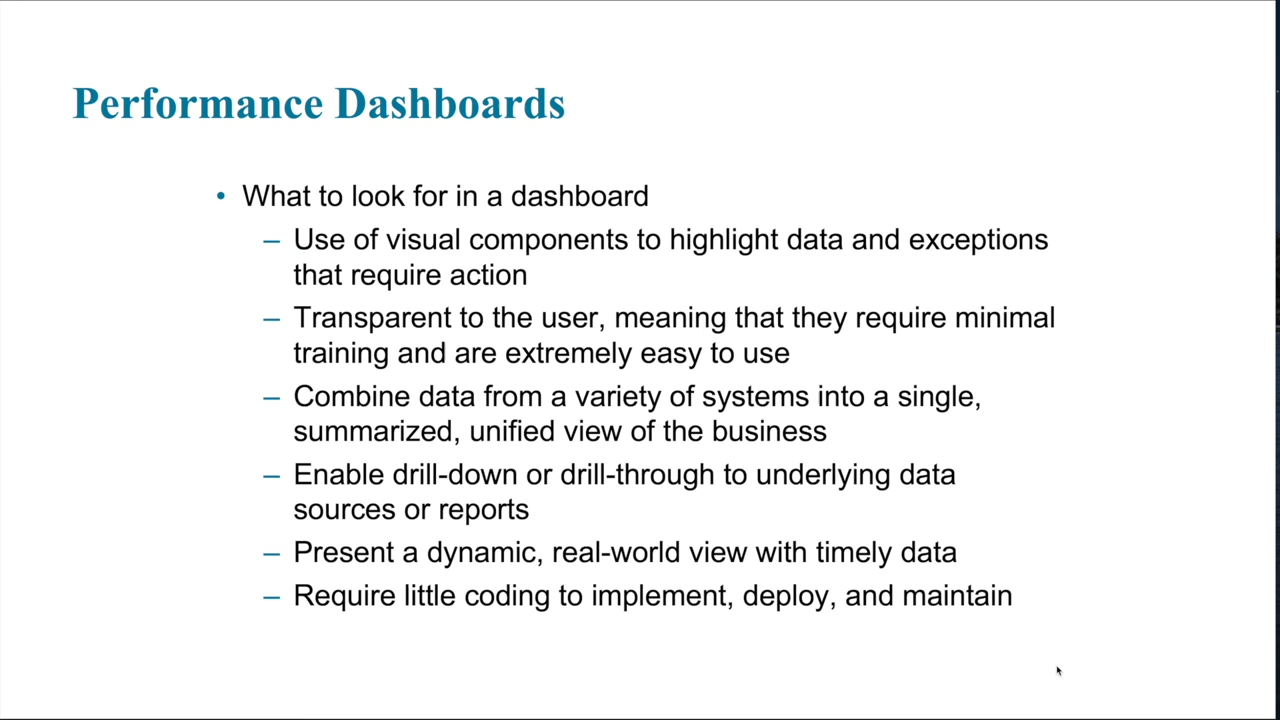 Performance Dashboards
• What to look for in a dashboard
– Use of visual components to highlight data and exceptions
that require action
– Transparent to the user, meaning that they require minimal
training and are extremely easy to use
– Combine data from a variety of systems into a single,
summarized, unified view of the business
– Enable drill-down or drill-through to underlying data
sources or reports
– Present a dynamic, real-world view with timely data
– Require little coding to implement, deploy, and maintain